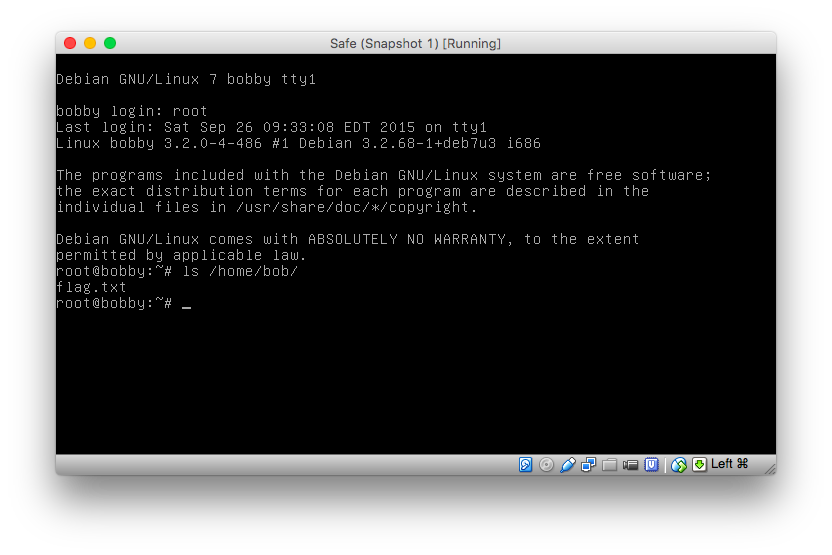 Safe (Snapshot 1) [Running]
Debian GNU/Linux 7 bobby tty1
bobby login: root
Last login: Sat Sep 26 09:33:08 EDT 2015 on tty1
Linux bobby 3.2.0-4-486 #1 Debian 3.2.68-1+deb7u3 i686
The programs included with the Debian GNU/Linux system are free software;
the exact distribution terms for each program are described in the
individual files in /usr/share/doc/*/copyright.
Debian GNU/Linux comes with ABSOLUTELY NO WARRANTY, to the extent
permitted by applicable law.
root@bobby:~# ls /home/bob/
flag.txt
root@bobby:~# _
Left ⌘